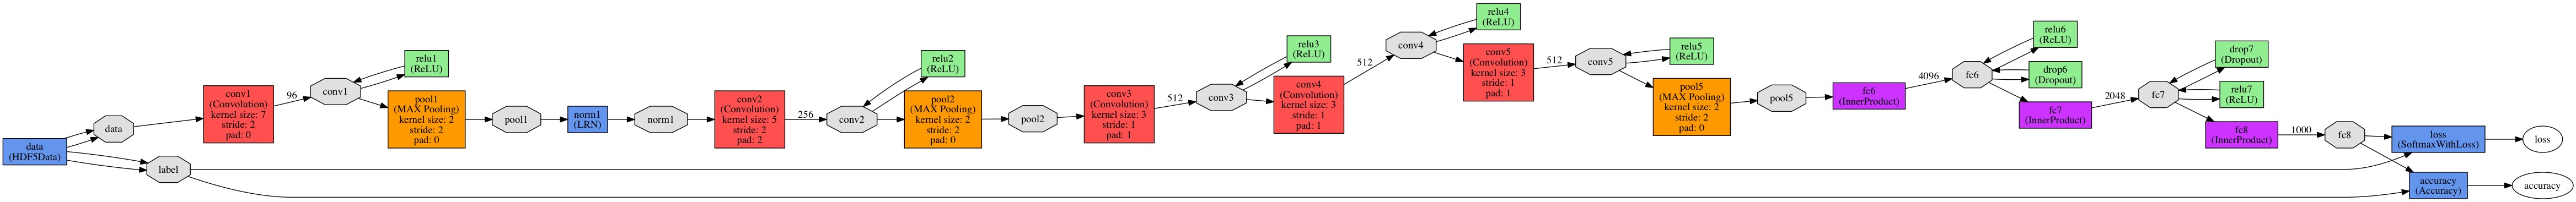 data
(HDF5Data)
data
label
conv1
(Convolution)
kernel size: 7
stride: 2
pad: 0
96
conv1
relu1
(ReLU)
pool1
(MAX Pooling)
kernel size: 2
stride: 2
pad: 0
pool1
norm1
(LRN)
norm1
conv2
(Convolution)
kernel size: 5
stride: 2
pad: 2
256
conv2
relu2
(ReLU)
pool2
(MAX Pooling)
kernel size: 2
stride: 2
pad: 0
pool2
conv3
(Convolution)
kernel size: 3
stride: 1
pad: 1
512
conv3
relu3
(ReLU)
conv4
(Convolution)
kernel size: 3
stride: 1
pad: 1
512
conv4
relu4
(ReLU)
conv5
(Convolution)
kernel size: 3
stride: 1
pad: 1
512
conv5
relu5
(ReLU)
pool5
(MAX Pooling)
kernel size: 2
stride: 2
pad: 0
pool5
fc6
(InnerProduct)
4096
fc6
relu6
(ReLU)
drop6
(Dropout)
fc7
(InnerProduct)
2048
fc7
drop7
(Dropout)
relu7
(ReLU)
fc8
(InnerProduct)
1000
fc8
loss
(SoftmaxWithLoss)
loss
accuracy
(Accuracy)
accuracy